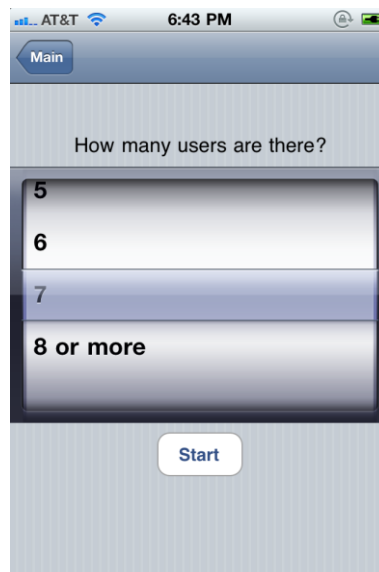 AT&T 6:43 PM
Main
How many users are there?
5
6
7
8 or more
Start